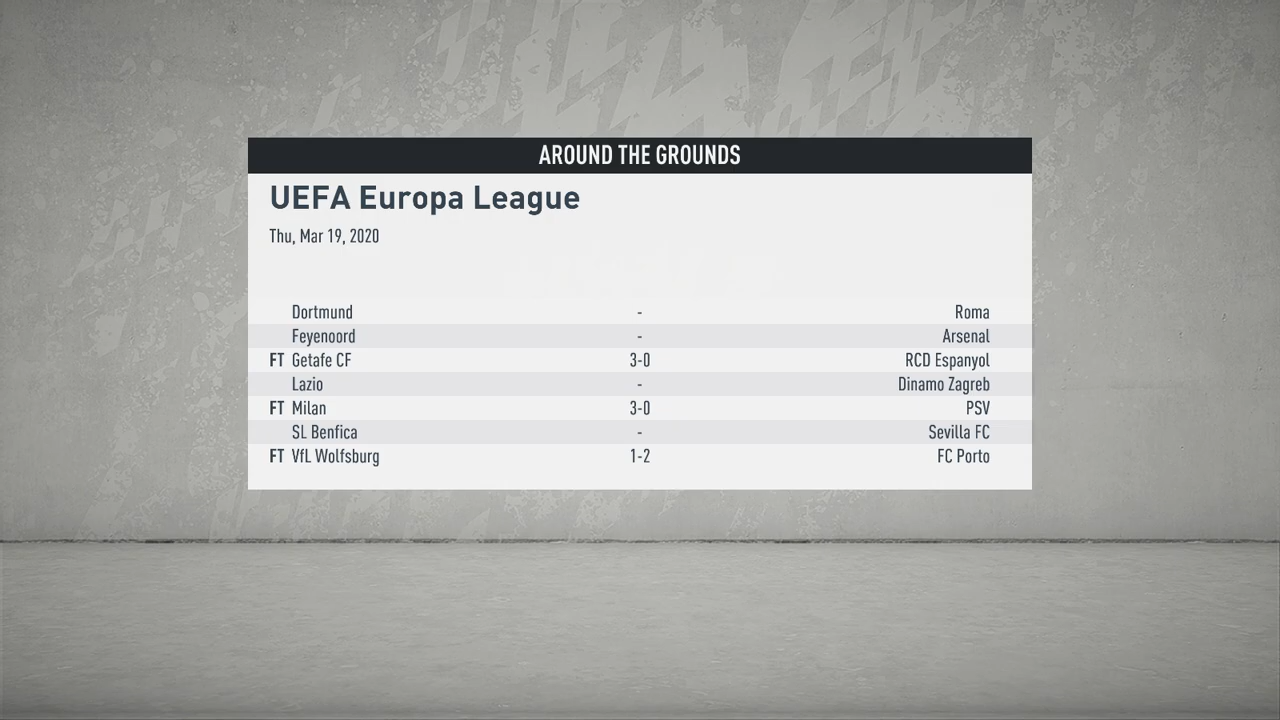 AROUND THE GROUNDS
UEFA Europa League
Thu, Mar 19, 2020
Dortmund - Roma
Feyenoord - Arsenal
FT Getafe CF 3-0 RCD Espanyol
Lazio - Dinamo Zagreb
FT Milan 3-0 PSV
SL Benfica - Sevilla FC
FT VfL Wolfsburg 1-2 FC Porto